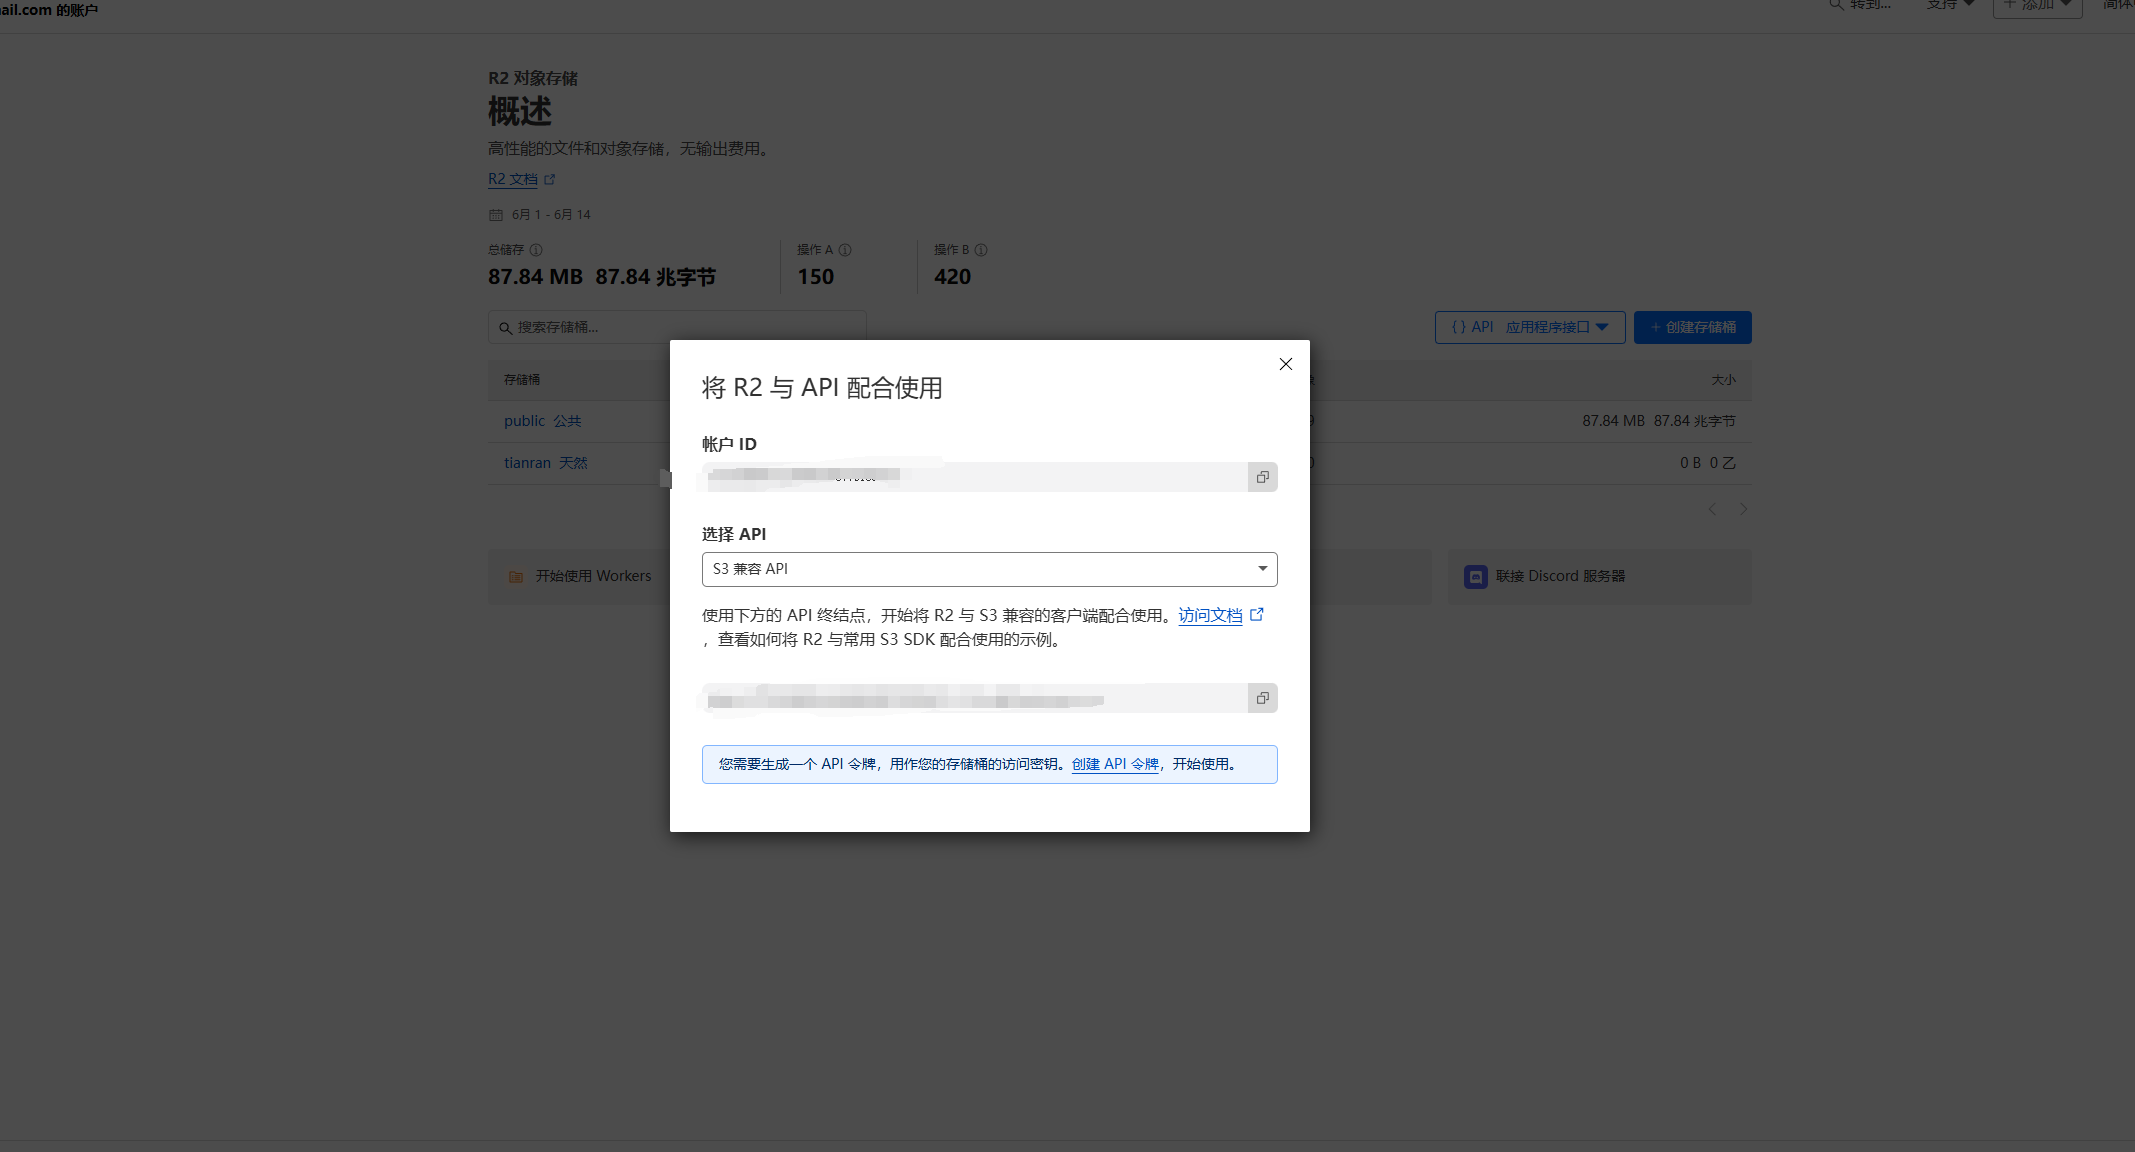 ail.com 的账户
转到...
支持
添加
简体
R2 对象存储
概述
高性能的文件和对象存储，无输出费用。
R2 文档
6月 1 - 6月 14
总储存
操作 A
操作 B
87.84 MB 87.84 兆字节
150
420
搜索存储桶...
{ } API 应用程序接口
+ 创建存储桶
存储桶
大小
public 公共
87.84 MB 87.84 兆字节
tianran 天然
0 B 0 乙
开始使用 Workers
联接 Discord 服务器
将 R2 与 API 配合使用
帐户 ID
选择 API
S3 兼容 API
使用下方的 API 终结点，开始将 R2 与 S3 兼容的客户端配合使用。访问文档
，查看如何将 R2 与常用 S3 SDK 配合使用的示例。
您需要生成一个 API 令牌，用作您的存储桶的访问密钥。创建 API 令牌，开始使用。